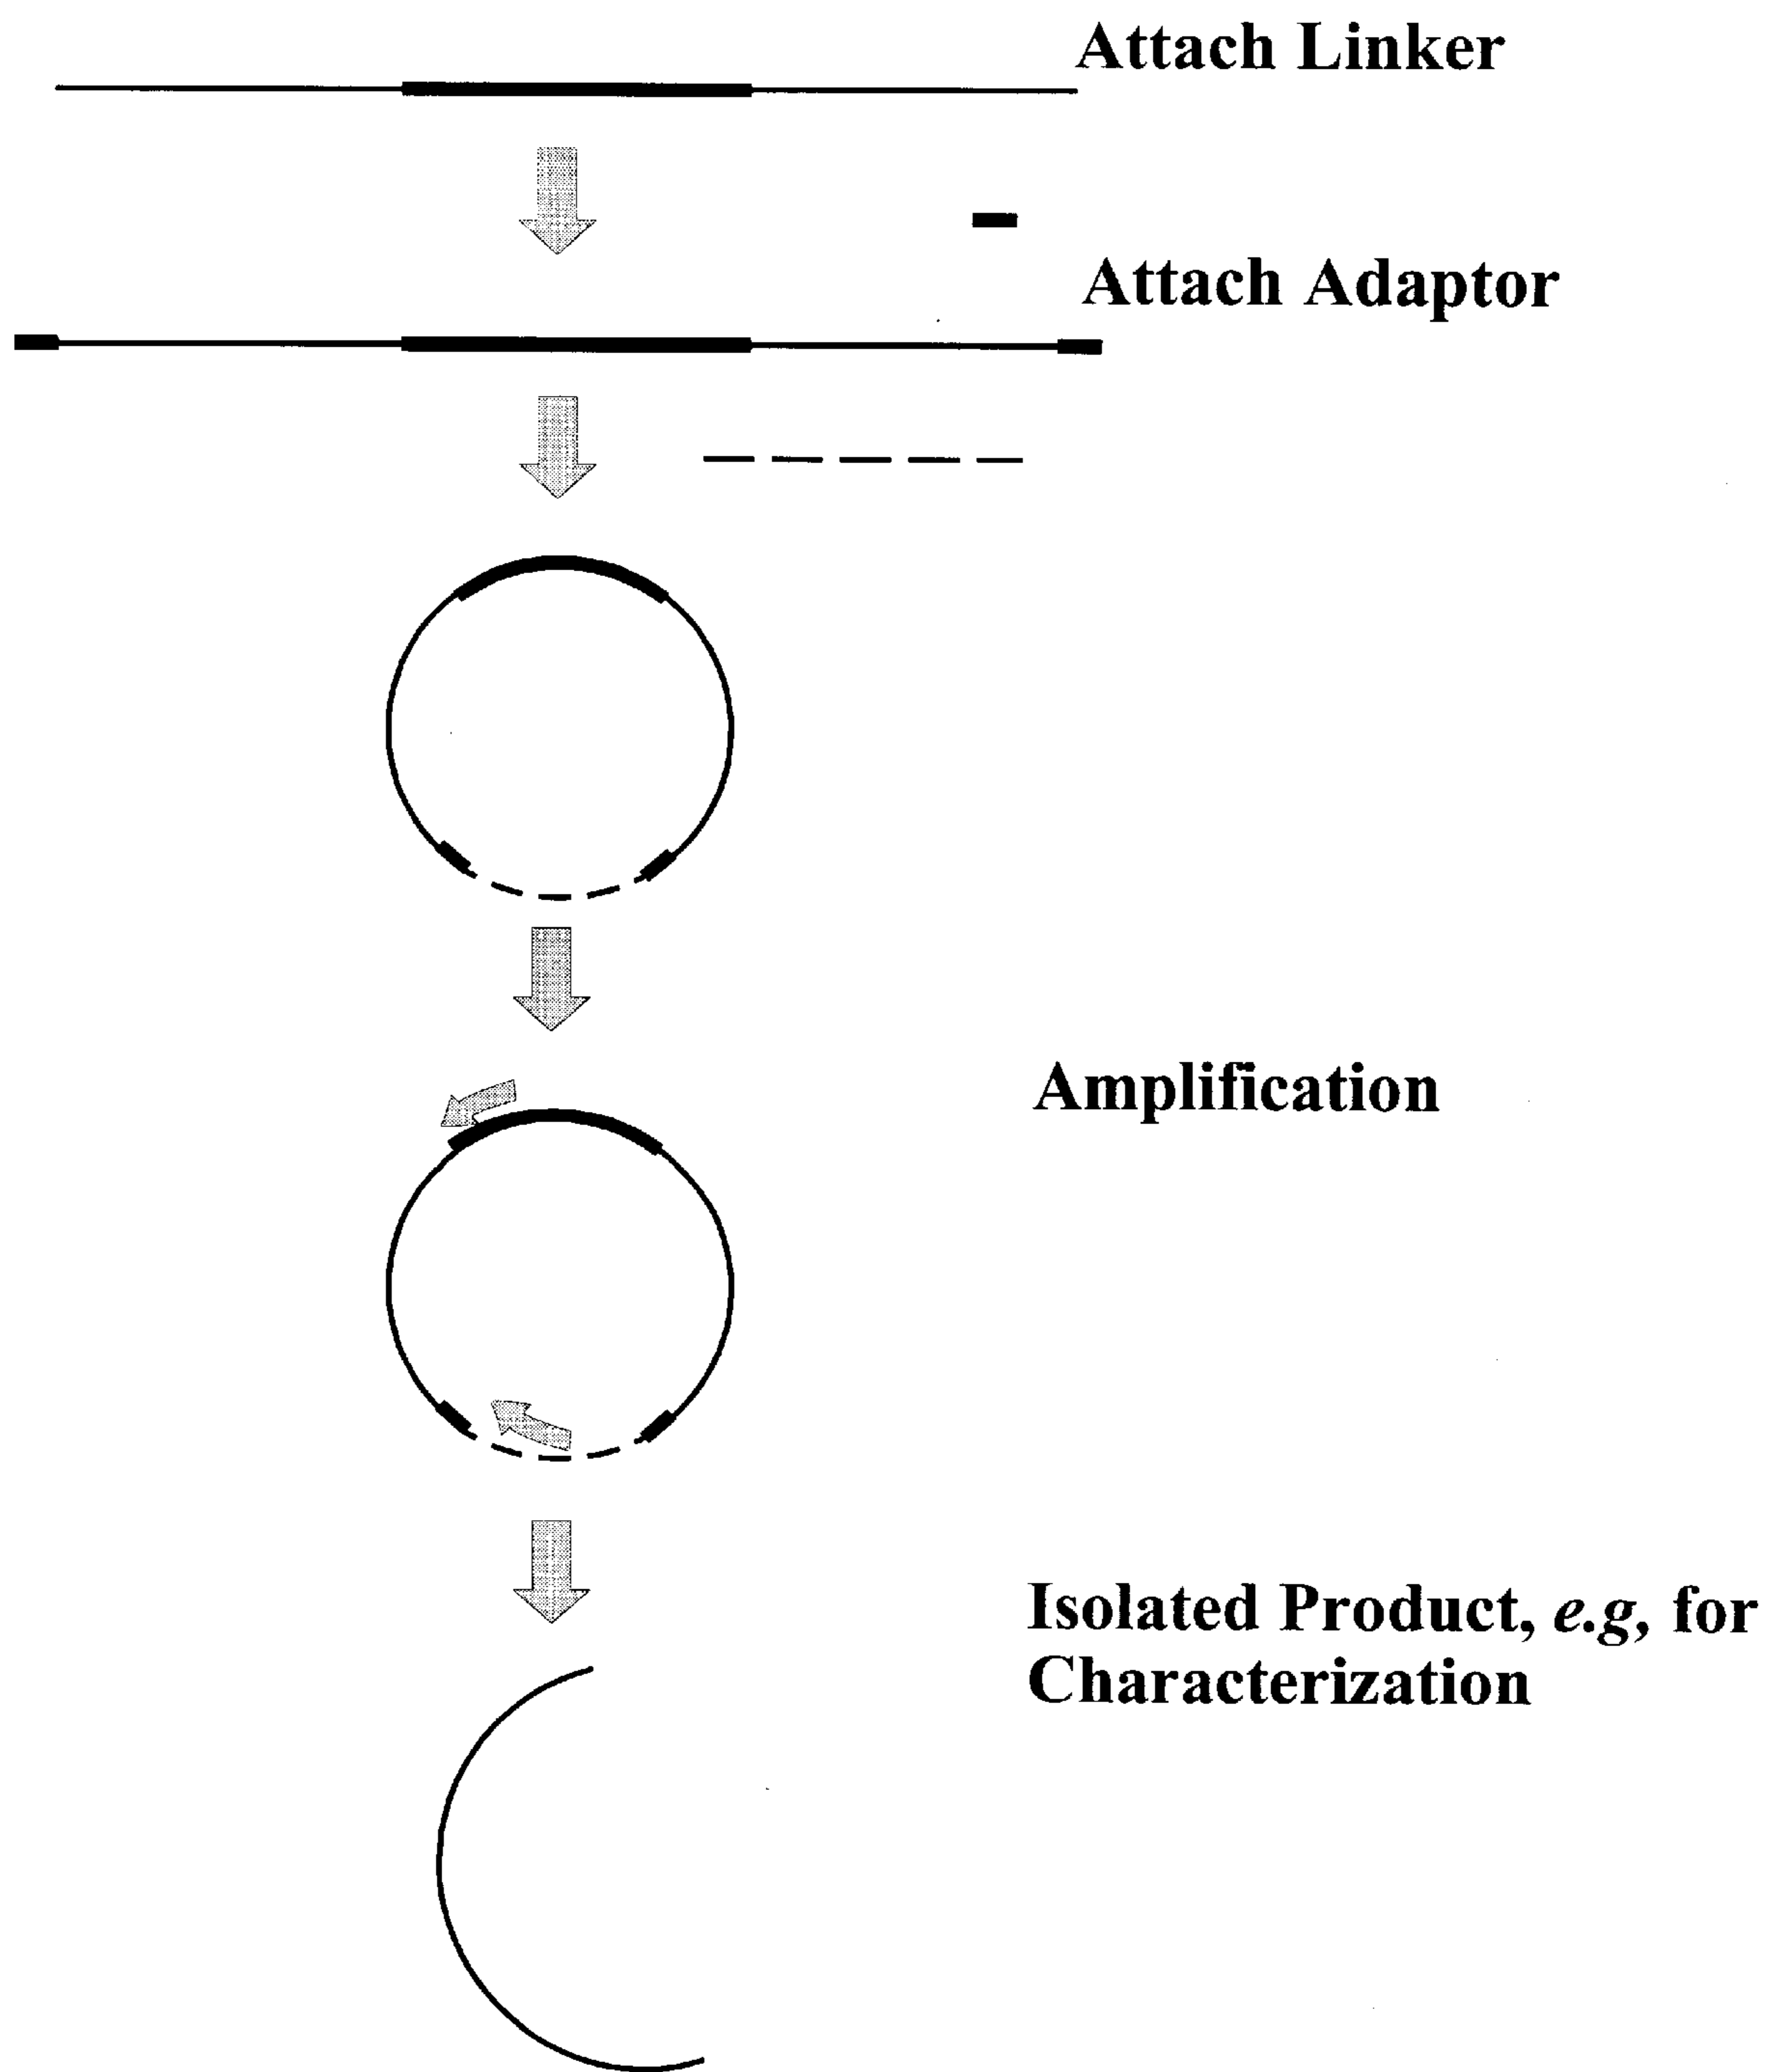 Attach Linker
Attach Adaptor
Amplification
Isolated Product, e.g, for
Characterization